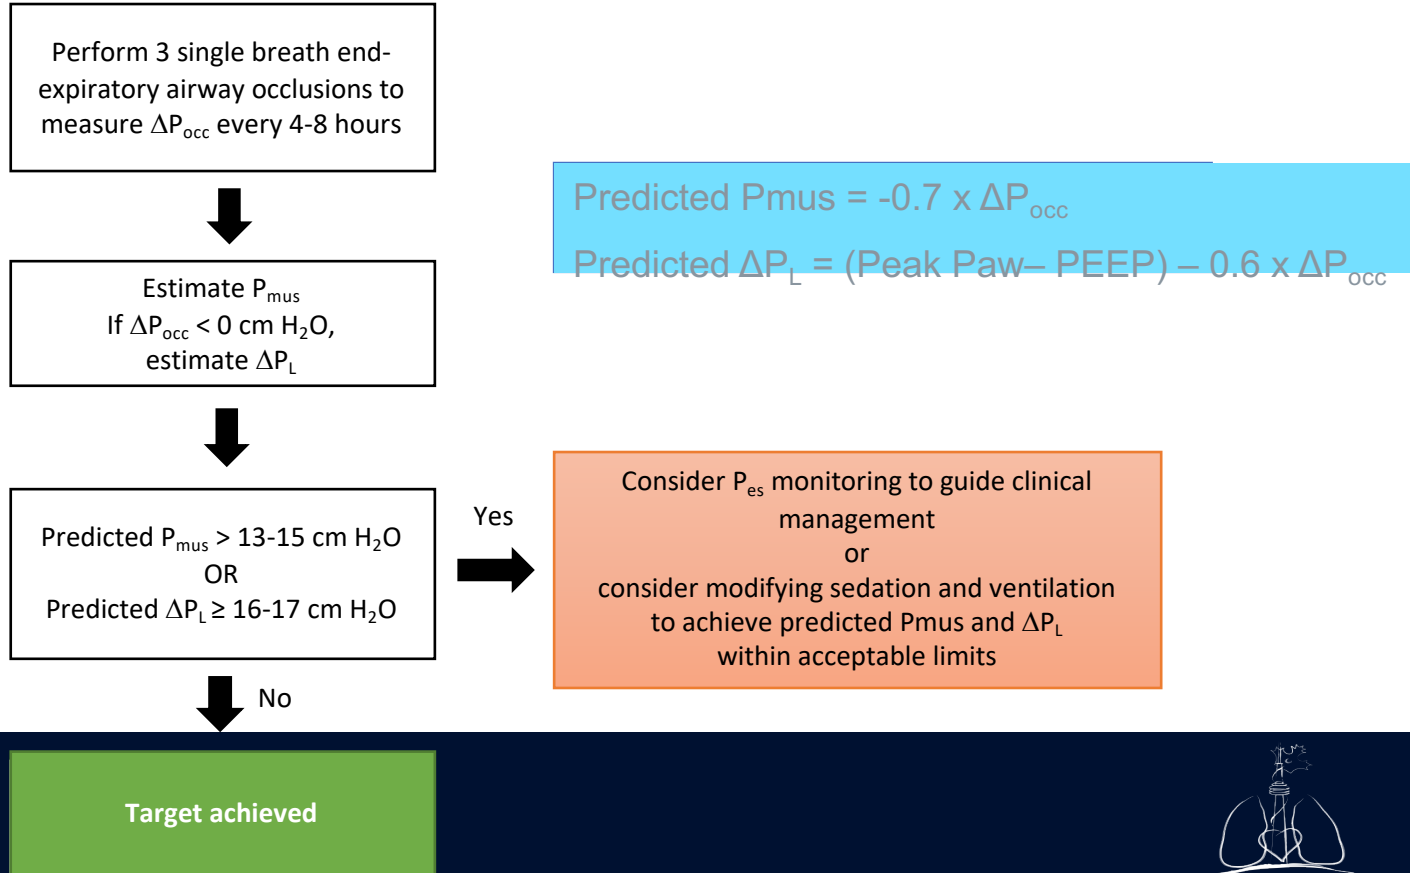 Perform 3 single breath end-
expiratory airway occlusions to
measure ΔPocc every 4-8 hours
Predicted Pmus = -0.7 x ΔPocc
Predicted ΔPL = (Peak Paw– PEEP) – 0.6 x ΔPocc
Estimate Pmus
If ΔPocc < 0 cm H2O,
estimate ΔPL
Predicted Pmus > 13-15 cm H2O
OR
Predicted ΔPL ≥ 16-17 cm H2O
Yes
Consider Pes monitoring to guide clinical
management
or
consider modifying sedation and ventilation
to achieve predicted Pmus and ΔPL
within acceptable limits
No
Target achieved